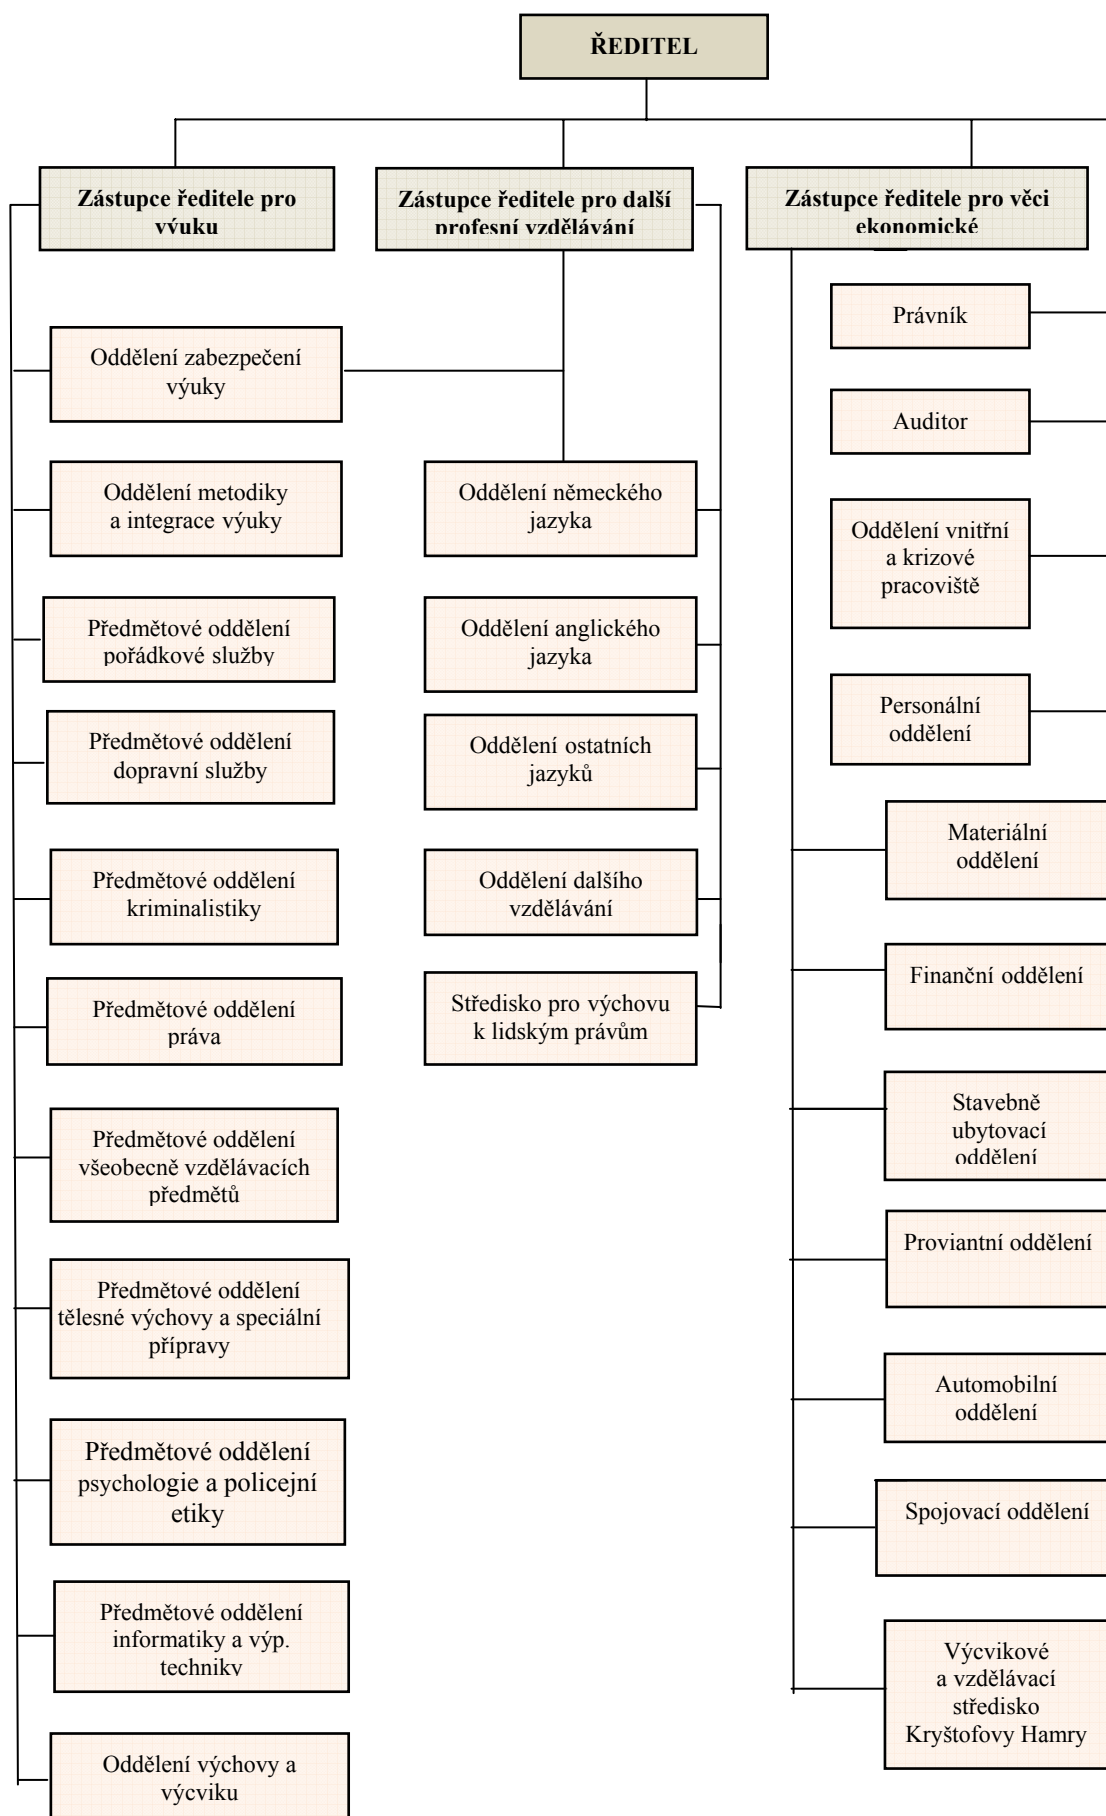 ŘEDITEL
Zástupce ředitele pro
výuku
Zástupce ředitele pro další
profesní vzdělávání
Zástupce ředitele pro věci
ekonomické
Oddělení zabezpečení
výuky
Oddělení metodiky
a integrace výuky
Předmětové oddělení
pořádkové služby
Předmětové oddělení
dopravní služby
Předmětové oddělení
kriminalistiky
Předmětové oddělení
práva
Předmětové oddělení
všeobecně vzdělávacích
předmětů
Předmětové oddělení
tělesné výchovy a speciální
přípravy
Předmětové oddělení
psychologie a policejní
etiky
Předmětové oddělení
informatiky a výp.
techniky
Oddělení výchovy a
výcviku
Oddělení německého
jazyka
Oddělení anglického
jazyka
Oddělení ostatních
jazyků
Oddělení dalšího
vzdělávání
Středisko pro výchovu
k lidským právům
Právník
Auditor
Oddělení vnitřní
a krizové
pracoviště
Personální
oddělení
Materiální
oddělení
Finanční oddělení
Stavebně
ubytovací
oddělení
Proviantní oddělení
Automobilní
oddělení
Spojovací oddělení
Výcvikové
a vzdělávací
středisko
Kryštofovy Hamry